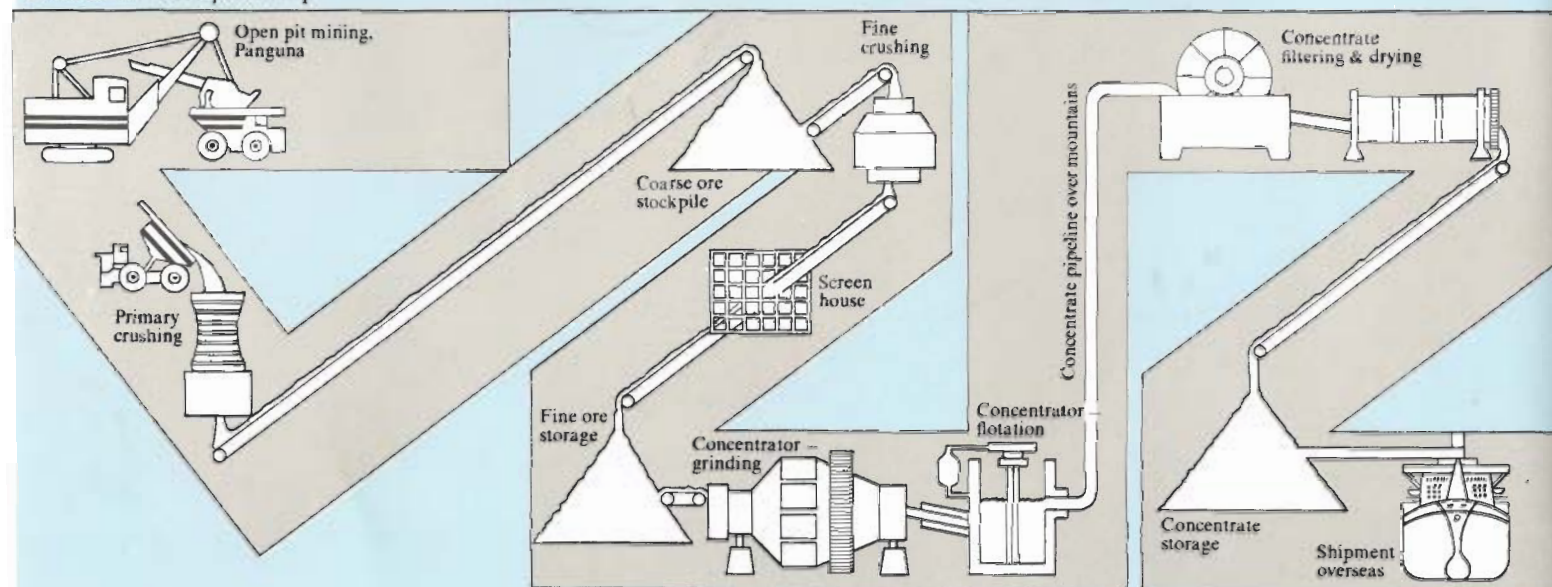 Open pit mining,
Panguna
Primary
crushing
Coarse ore
stockpile
Fine
crushing
Screen
house
Fine ore
storage
Concentrator –
grinding
Concentrator –
flotation
Concentrate pipeline over mountains
Concentrate
filtering & drying
Concentrate
storage
Shipment
overseas